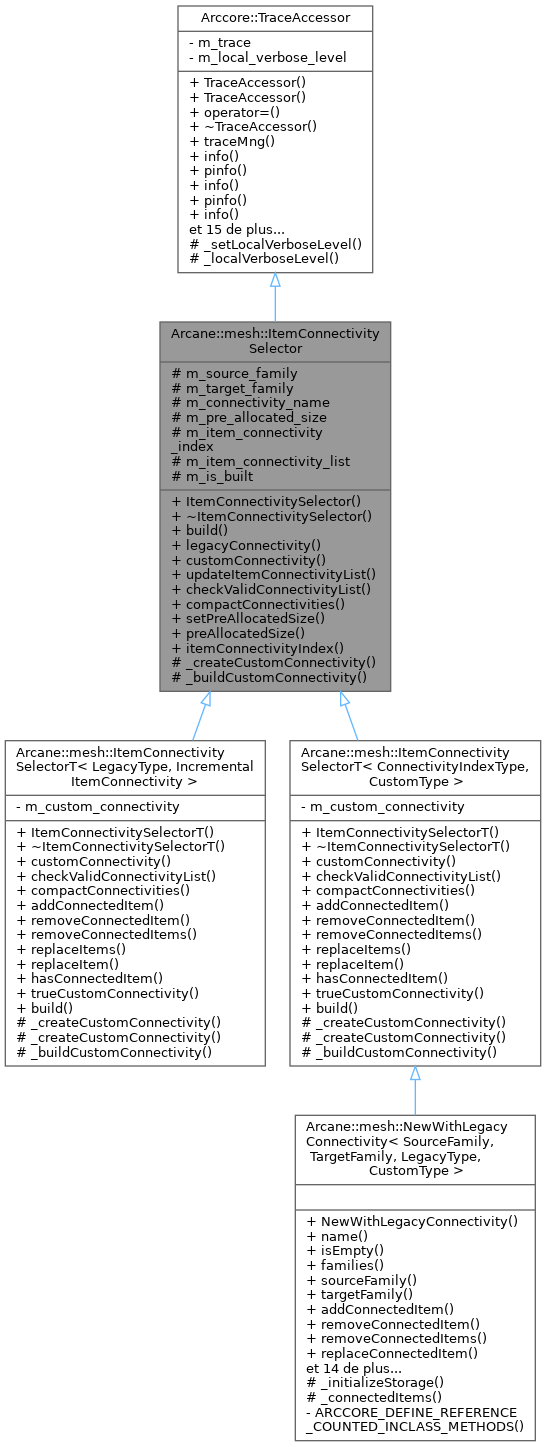 Arccore::TraceAccessor
- m_trace
- m_local_verbose_level
+ TraceAccessor()
+ TraceAccessor()
+ operator=()
+ ~TraceAccessor()
+ traceMng()
+ info()
+ pinfo()
+ info()
+ pinfo()
+ info()
et 15 de plus...
# _setLocalVerboseLevel()
# _localVerboseLevel()
Arcane::mesh::ItemConnectivity
Selector
# m_source_family
# m_target_family
# m_connectivity_name
# m_pre_allocated_size
# m_item_connectivity
_index
# m_item_connectivity_list
# m_is_built
+ ItemConnectivitySelector()
+ ~ItemConnectivitySelector()
+ build()
+ legacyConnectivity()
+ customConnectivity()
+ updateItemConnectivityList()
+ checkValidConnectivityList()
+ compactConnectivities()
+ setPreAllocatedSize()
+ preAllocatedSize()
+ itemConnectivityIndex()
# _createCustomConnectivity()
# _buildCustomConnectivity()
Arcane::mesh::ItemConnectivity
SelectorT< LegacyType, Incremental
ItemConnectivity >
- m_custom_connectivity
+ ItemConnectivitySelectorT()
+ ~ItemConnectivitySelectorT()
+ customConnectivity()
+ checkValidConnectivityList()
+ compactConnectivities()
+ addConnectedItem()
+ removeConnectedItem()
+ removeConnectedItems()
+ replaceItems()
+ replaceItem()
+ hasConnectedItem()
+ trueCustomConnectivity()
+ build()
# _createCustomConnectivity()
# _createCustomConnectivity()
# _buildCustomConnectivity()
Arcane::mesh::ItemConnectivity
SelectorT< ConnectivityIndexType,
CustomType >
- m_custom_connectivity
+ ItemConnectivitySelectorT()
+ ~ItemConnectivitySelectorT()
+ customConnectivity()
+ checkValidConnectivityList()
+ compactConnectivities()
+ addConnectedItem()
+ removeConnectedItem()
+ removeConnectedItems()
+ replaceItems()
+ replaceItem()
+ hasConnectedItem()
+ trueCustomConnectivity()
+ build()
# _createCustomConnectivity()
# _createCustomConnectivity()
# _buildCustomConnectivity()
Arcane::mesh::NewWithLegacy
Connectivity< SourceFamily,
TargetFamily, LegacyType,
CustomType >
+ NewWithLegacyConnectivity()
+ name()
+ isEmpty()
+ families()
+ sourceFamily()
+ targetFamily()
+ addConnectedItem()
+ removeConnectedItem()
+ removeConnectedItems()
+ replaceConnectedItem()
et 14 de plus...
# _initializeStorage()
# _connectedItems()
- ARCCORE_DEFINE_REFERENCE
_COUNTED_INCLASS_METHODS()